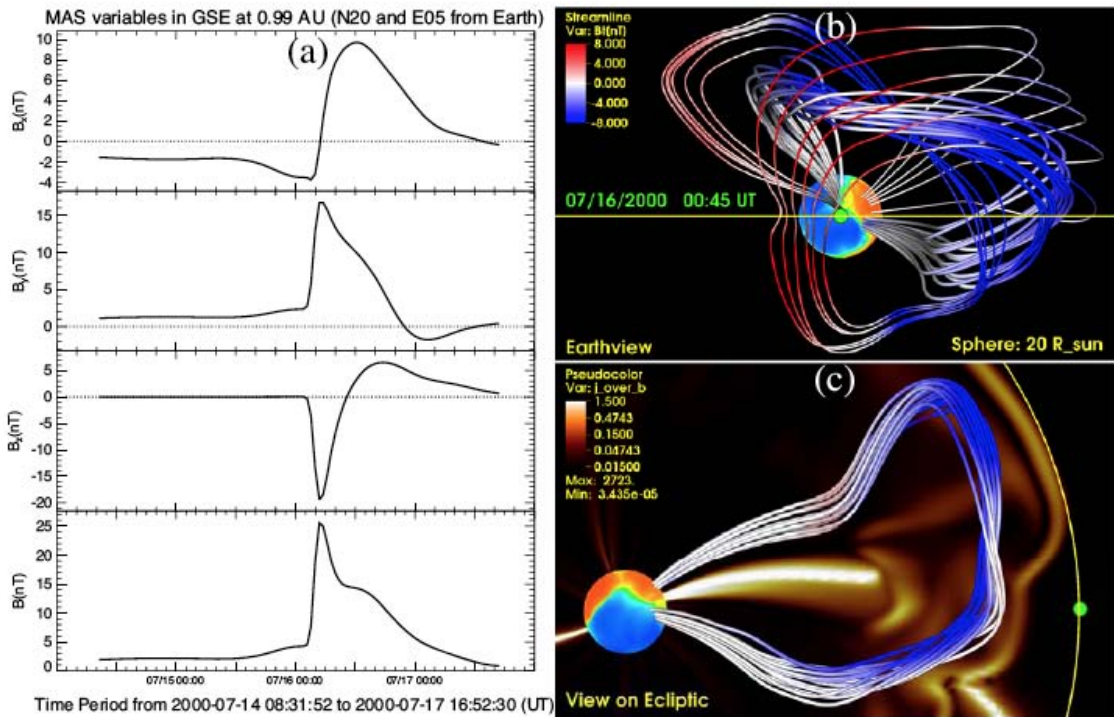 MAS variables in GSE at 0.99 AU (N20 and E05 from Earth)
(a)
10
8
6
4
2
0
-2
-4
Bx(nT)
15
10
5
0
By(nT)
5
0
-5
-10
-15
-20
Bz(nT)
25
20
15
10
5
0
B(nT)
07/15 00:00 07/16 00:00 07/17 00:00
Time Period from 2000-07-14 08:31:52 to 2000-07-17 16:52:30 (UT)
(b)
Streamline
Var: Bt(nT)
8.000
4.000
0.000
-4.000
-8.000
07/16/2000 00:45 UT
Earthview
Sphere: 20 R_sun
(c)
Pseudocolor
Var: j_over_b
1.500
0.4743
0.1500
0.04743
0.01500
Max: 2723.
Min: 3.435e-05
View on Ecliptic